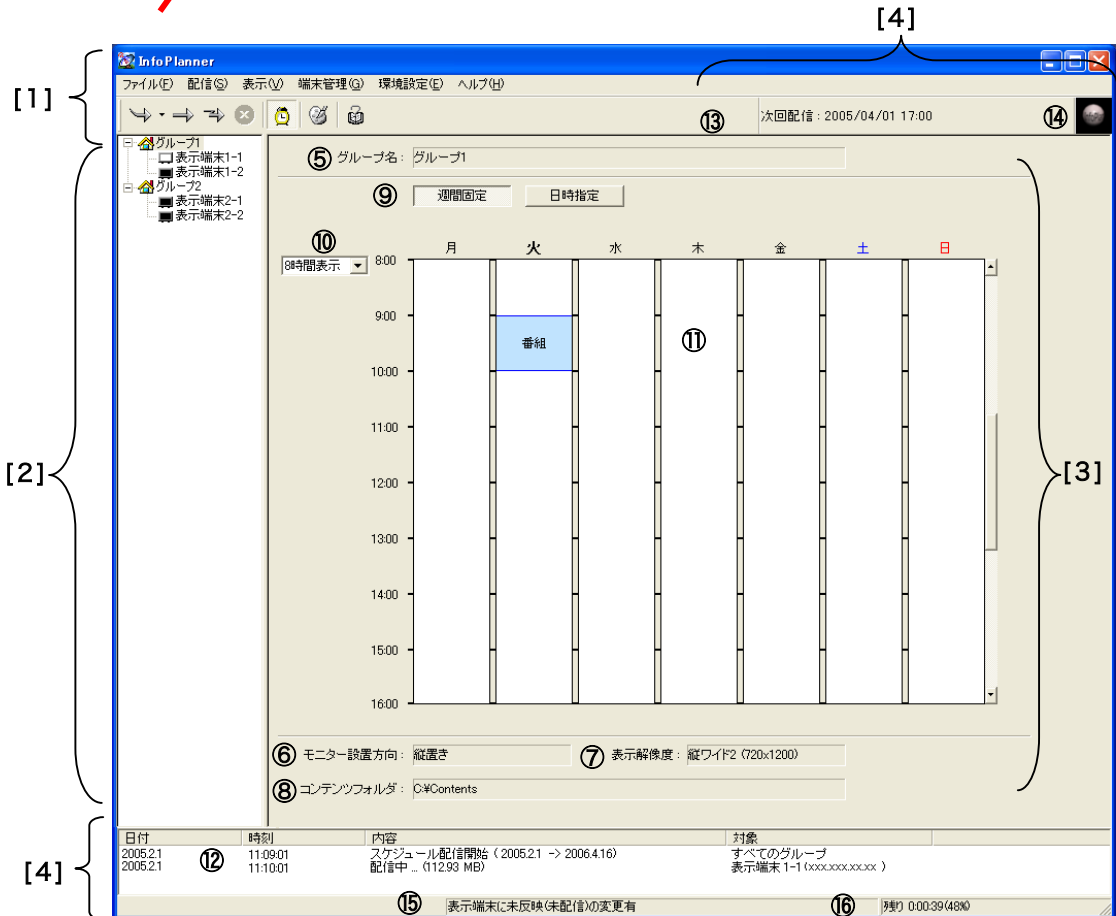 [4]
InfoPlanner
[1]
ファイル(F) 配信(S) 表示(V) 端末管理(G) 環境設定(E) ヘルプ(H)
⑬ 次回配信：2005/04/01 17:00 ⑭
グループ1
表示端末1-1
表示端末1-2
グループ2
表示端末2-1
表示端末2-2
⑤ グループ名： グループ1
⑨ 週間固定 日時指定
⑩ 月 火 水 木 金 土 日
8時間表示 8:00
9:00
番組 ⑪
10:00
11:00
[2] 12:00 [3]
13:00
14:00
15:00
16:00
⑥ モニター設置方向： 縦置き ⑦ 表示解像度： 縦ワイド2 (720x1200)
⑧ コンテンツフォルダ： C:¥Contents
[4]
日付 時刻 内容 対象
2005.2.1 11:09:01 スケジュール配信開始 ( 2005.2.1 -> 2006.4.16) すべてのグループ
2005.2.1 ⑫ 11:10:01 配信中 ... (112.93 MB) 表示端末 1-1 (xxx.xxx.xx.xx )
⑮ 表示端末に未反映(未配信)の変更有 ⑯ 残り 0:00:39(48%)